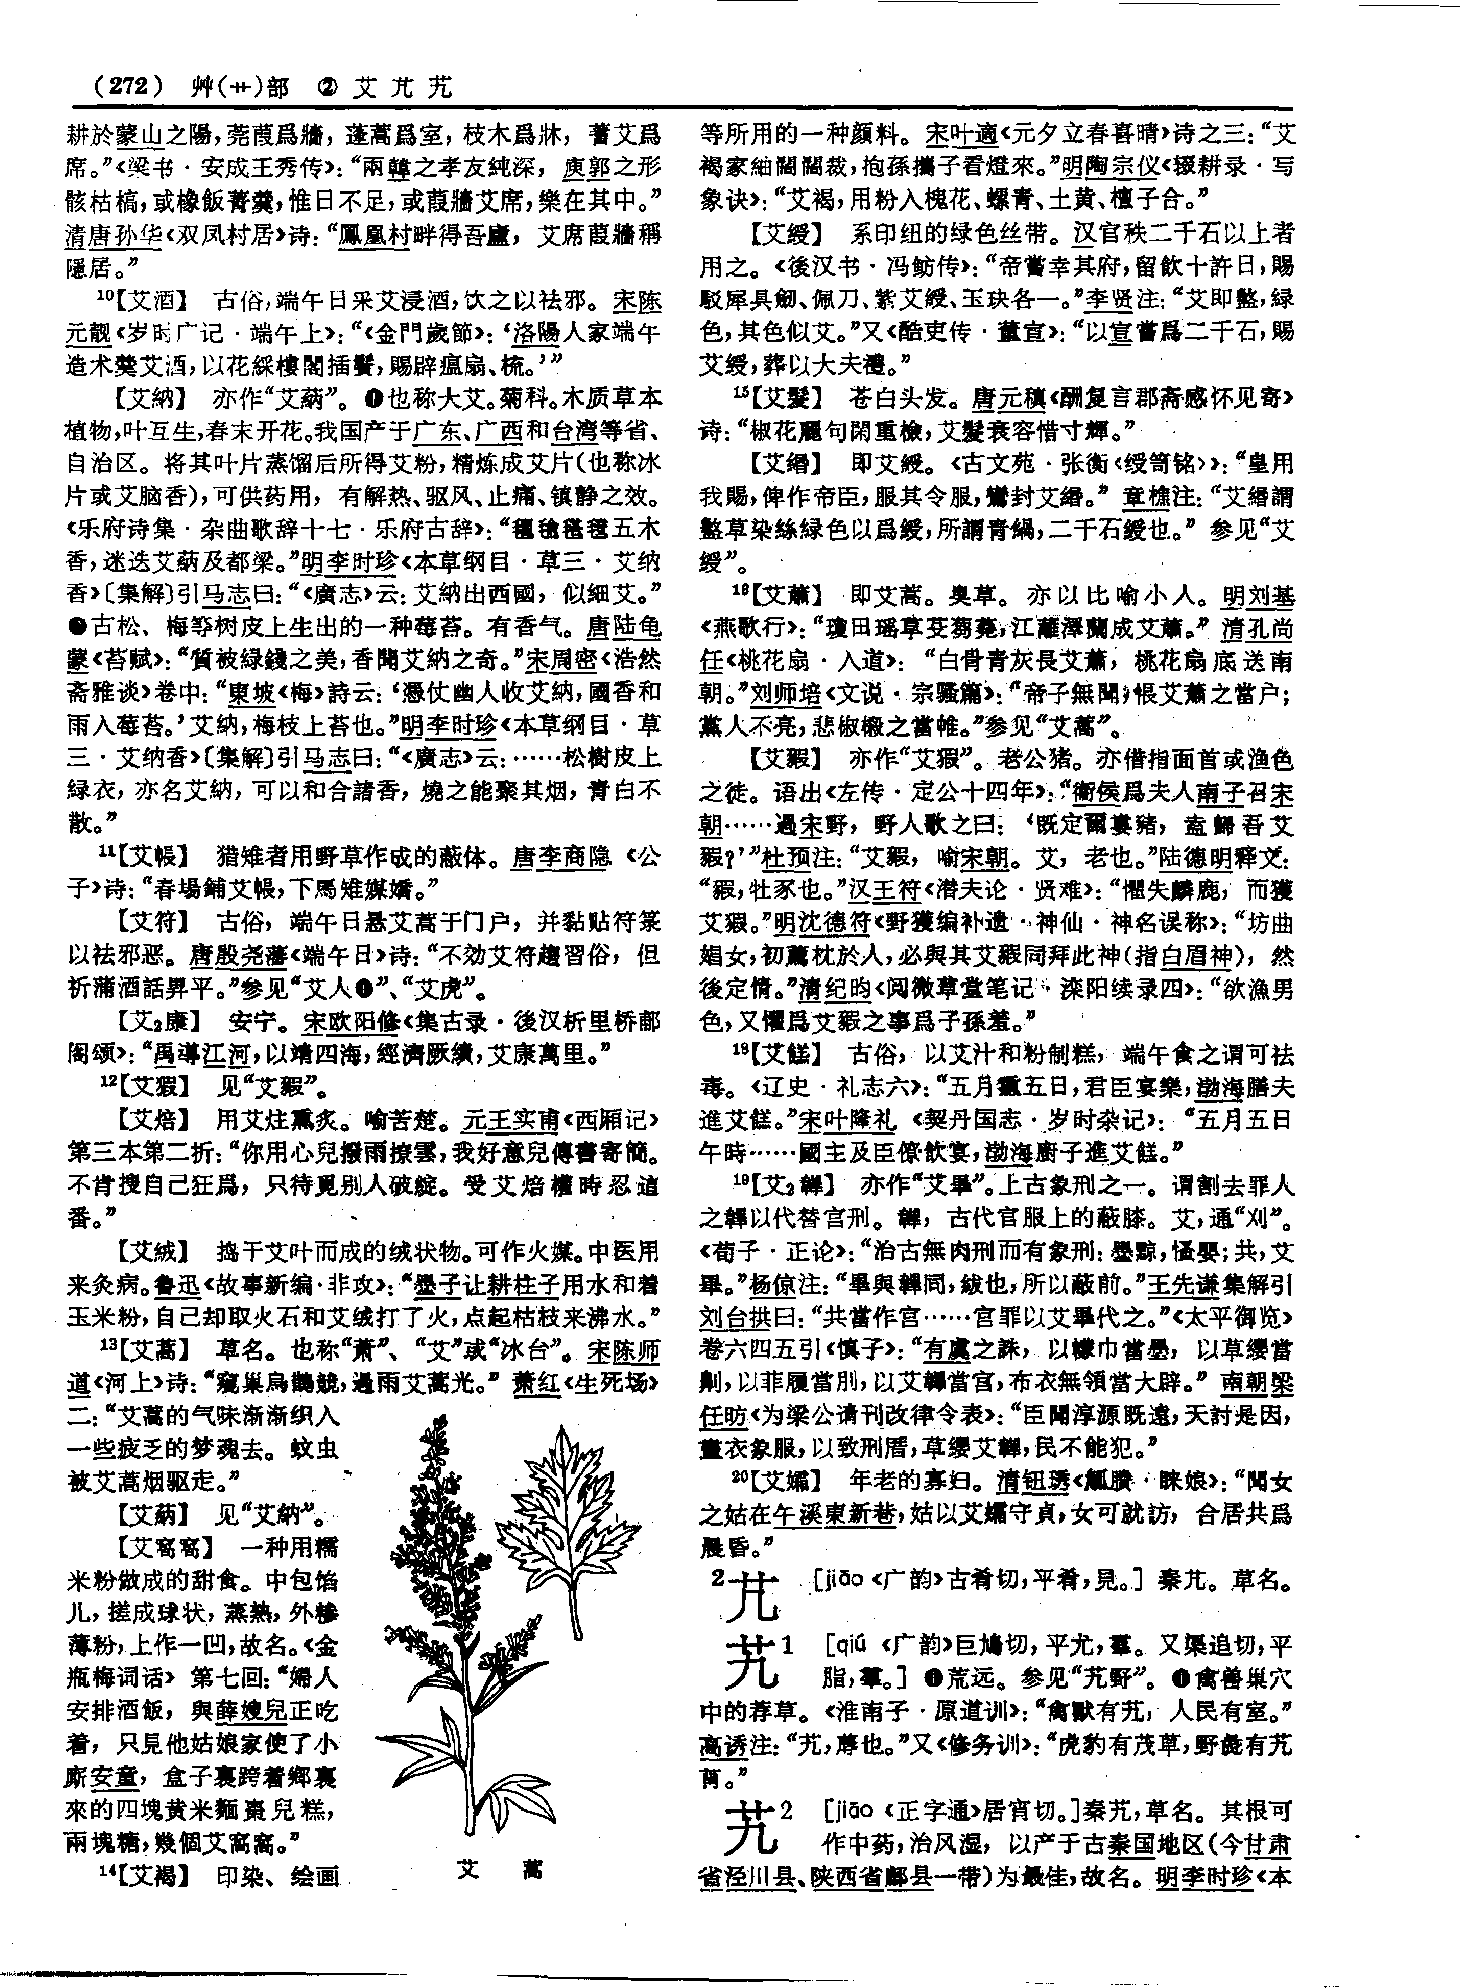 (272) 艸(艹)部 ② 艾艽艽
耕於蒙山之陽，莞葭爲牆，蓬蒿爲室，枝木爲牀，蓍艾爲
席。”《梁书·安成王秀传》：“兩韓之孝友純深，庾郭之形
骸枯槁，或橡飯菁羹，惟日不足，或葭牆艾席，樂在其中。”
清唐孙华《双凤村居》诗：“鳳凰村畔得吾廬，艾席葭牆稱
隱居。”
¹⁰【艾酒】 古俗，端午日采艾浸酒，饮之以祛邪。宋陈
元靓《岁时广记·端午上》：“《金門歲節》：‘洛陽人家端午
造术羹艾酒，以花綵樓閣插鬢，賜辟瘟扇、梳。’”
【艾納】 亦作“艾蒳”。❶也称大艾。菊科。木质草本
植物，叶互生，春末开花。我国产于广东、广西和台湾等省、
自治区。将其叶片蒸馏后所得艾粉，精炼成艾片（也称冰
片或艾脑香），可供药用，有解热、驱风、止痛、镇静之效。
《乐府诗集·杂曲歌辞十七·乐府古辞》：“氍毹㲪㲣五木
香，迷迭艾蒳及都梁。”明李时珍《本草纲目·草三·艾纳
香》〔集解〕引马志曰：“《廣志》云：艾納出西國，似細艾。”
❷古松、梅等树皮上生出的一种莓苔。有香气。唐陆龟
蒙《苔赋》：“質被緑錢之美，香聞艾納之奇。”宋周密《浩然
斋雅谈》卷中：“東坡《梅》詩云：‘憑仗幽人收艾納，國香和
雨入莓苔。’艾納，梅枝上苔也。”明李时珍《本草纲目·草
三·艾纳香》〔集解〕引马志曰：“《廣志》云：……松樹皮上
緑衣，亦名艾納，可以和合諸香，燒之能聚其烟，青白不
散。”
¹¹【艾帳】 猎雉者用野草作成的蔽体。唐李商隐《公
子》诗：“春場鋪艾帳，下馬雉媒嬌。”
【艾符】 古俗，端午日悬艾蒿于门户，并黏贴符箓
以祛邪恶。唐殷尧藩《端午日》诗：“不効艾符趨習俗，但
祈蒲酒話昇平。”参见“艾人❶”、“艾虎”。
【艾₂康】 安宁。宋欧阳修《集古录·後汉析里桥郙
阁颂》：“禹導江河，以靖四海，經濟厥績，艾康萬里。”
¹²【艾猳】 见“艾豭”。
【艾焙】 用艾炷熏炙。喻苦楚。元王实甫《西厢记》
第三本第二折：“你用心兒撥雨撩雲，我好意兒傳書寄簡。
不肯搜自己狂爲，只待覓别人破綻。受艾焙權時忍這
番。”
【艾絨】 捣干艾叶而成的绒状物。可作火媒。中医用
来灸病。鲁迅《故事新编·非攻》：“墨子让耕柱子用水和着
玉米粉，自己却取火石和艾绒打了火，点起枯枝来沸水。”
¹³【艾蒿】 草名。也称“萧”、“艾”或“冰台”。宋陈师
道《河上》诗：“窺巢烏鵲競，過雨艾蒿光。”萧红《生死场》
二：“艾蒿的气味渐渐织入
一些疲乏的梦魂去。蚊虫
被艾蒿烟驱走。”
【艾蒳】 见“艾納”。
【艾窩窩】 一种用糯
米粉做成的甜食。中包馅
儿，搓成球状，蒸熟，外糁
薄粉，上作一凹，故名。《金
瓶梅词话》第七回：“婦人
安排酒飯，與薛嫂兒正吃
着，只見他姑娘家使了小
廝安童，盒子裏跨着鄉裏
來的四塊黄米麵棗兒糕，
兩塊糖，幾個艾窩窩。”
¹⁴【艾褐】 印染、绘画
艾 蒿
等所用的一种颜料。宋叶適《元夕立春喜晴》诗之三：“艾
褐家紬闊闊裁，抱孫攜子看燈來。”明陶宗仪《辍耕录·写
象诀》：“艾褐，用粉入槐花、螺青、土黄、檀子合。”
【艾綬】 系印纽的绿色丝带。汉官秩二千石以上者
用之。《後汉书·冯鲂传》：“帝嘗幸其府，留飲十許日，賜
駁犀具劒、佩刀、紫艾綬、玉玦各一。”李贤注：“艾即盭，緑
色，其色似艾。”又《酷吏传·董宣》：“以宣嘗爲二千石，賜
艾綬，葬以大夫禮。”
¹⁵【艾髮】 苍白头发。唐元稹《酬复言郡斋感怀见寄》
诗：“椒花麗句閑重檢，艾髮衰容惜寸輝。”
【艾緡】 即艾綬。《古文苑·张衡〈绶笥铭〉》：“皇用
我賜，俾作帝臣，服其令服，鸞封艾緡。”章樵注：“艾緡謂
盭草染絲緑色以爲綬，所謂青緺，二千石綬也。”参见“艾
綬”。
¹⁶【艾蕭】 即艾蒿。臭草。亦以比喻小人。明刘基
《燕歌行》：“瓊田瑶草芟芻蕘，江蘺澤蘭成艾蕭。”清孔尚
任《桃花扇·入道》：“白骨青灰長艾蕭，桃花扇底送南
朝。”刘师培《文说·宗骚篇》：“帝子無聞，恨艾蕭之當户；
黨人不亮，悲椒榝之當帷。”参见“艾蒿”。
【艾豭】 亦作“艾猳”。老公猪。亦借指面首或渔色
之徒。语出《左传·定公十四年》：“衞侯爲夫人南子召宋
朝……過宋野，野人歌之曰：‘既定爾婁豬，盍歸吾艾
豭？’”杜预注：“艾豭，喻宋朝。艾，老也。”陆德明释文：
“豭，牡豕也。”汉王符《潜夫论·贤难》：“懼失麟鹿，而獲
艾猳。”明沈德符《野獲编补遗·神仙·神名误称》：“坊曲
娼女，初薦枕於人，必與其艾豭同拜此神（指白眉神），然
後定情。”清纪昀《阅微草堂笔记·滦阳续录四》：“欲漁男
色，又懼爲艾豭之事爲子孫羞。”
¹⁸【艾餻】 古俗，以艾汁和粉制糕，端午食之谓可祛
毒。《辽史·礼志六》：“五月重五日，君臣宴樂，渤海膳夫
進艾餻。”宋叶隆礼《契丹国志·岁时杂记》：“五月五日
午時……國主及臣僚飲宴，渤海廚子進艾餻。”
¹⁹【艾₂韠】 亦作“艾畢”。上古象刑之一。谓割去罪人
之韠以代替宫刑。韠，古代官服上的蔽膝。艾，通“刈”。
《荀子·正论》：“治古無肉刑而有象刑：墨黥，慅嬰；共，艾
畢。”杨倞注：“畢與韠同，紱也，所以蔽前。”王先谦集解引
刘台拱曰：“共當作宫……宫罪以艾畢代之。”《太平御览》
卷六四五引《慎子》：“有虞之誅，以幪巾當墨，以草纓當
劓，以菲履當刖，以艾韠當宫，布衣無領當大辟。”南朝梁
任昉《为梁公请刊改律令表》：“臣聞淳源既遠，天討是因，
畫衣象服，以致刑厝，草纓艾韠，民不能犯。”
²⁰【艾孀】 年老的寡妇。清钮琇《觚賸·睐娘》：“聞女
之姑在午溪東新巷，姑以艾孀守貞，女可就訪，合居共爲
晨昏。”
2艽 ［jiāo《广韵》古肴切，平肴，見。］秦艽。草名。
艽1 ［qiú《广韵》巨鳩切，平尤，羣。又渠追切，平
脂，羣。］❶荒远。参见“艽野”。❶禽兽巢穴
中的荐草。《淮南子·原道训》：“禽獸有艽，人民有室。”
高诱注：“艽，蓐也。”又《修务训》：“虎豹有茂草，野彘有艽
莦。”
艽2 ［jiāo《正字通》居宵切。］秦艽，草名。其根可
作中药，治风湿，以产于古秦国地区（今甘肃
省泾川县、陕西省鄜县一带）为最佳，故名。明李时珍《本